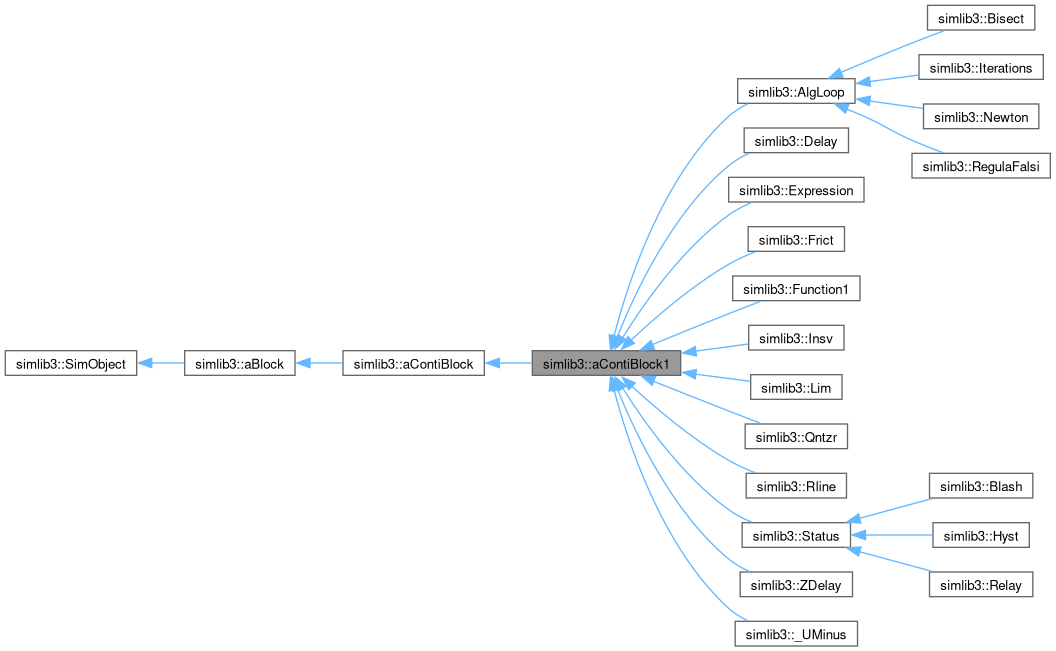 simlib3::Bisect
simlib3::Iterations
simlib3::AlgLoop
simlib3::Newton
simlib3::Delay
simlib3::RegulaFalsi
simlib3::Expression
simlib3::Frict
simlib3::Function1
simlib3::Insv
simlib3::SimObject
simlib3::aBlock
simlib3::aContiBlock
simlib3::aContiBlock1
simlib3::Lim
simlib3::Qntzr
simlib3::Rline
simlib3::Blash
simlib3::Status
simlib3::Hyst
simlib3::ZDelay
simlib3::Relay
simlib3::_UMinus